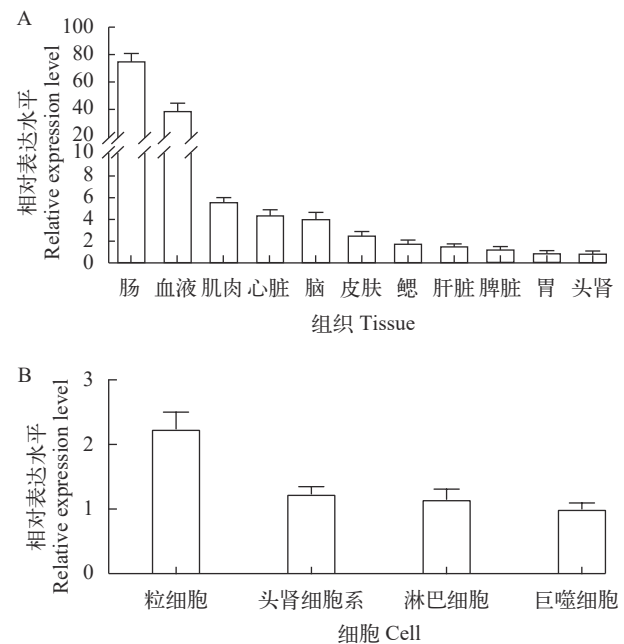 A
相对表达水平
Relative expression level
100
80
60
40
20
10
8
6
4
2
0
肠 血液 肌肉 心脏 脑 皮肤 鳃 肝脏 脾脏 胃 头肾
组织 Tissue
B
相对表达水平
Relative expression level
3
2
1
0
粒细胞 头肾细胞系 淋巴细胞 巨噬细胞
细胞 Cell